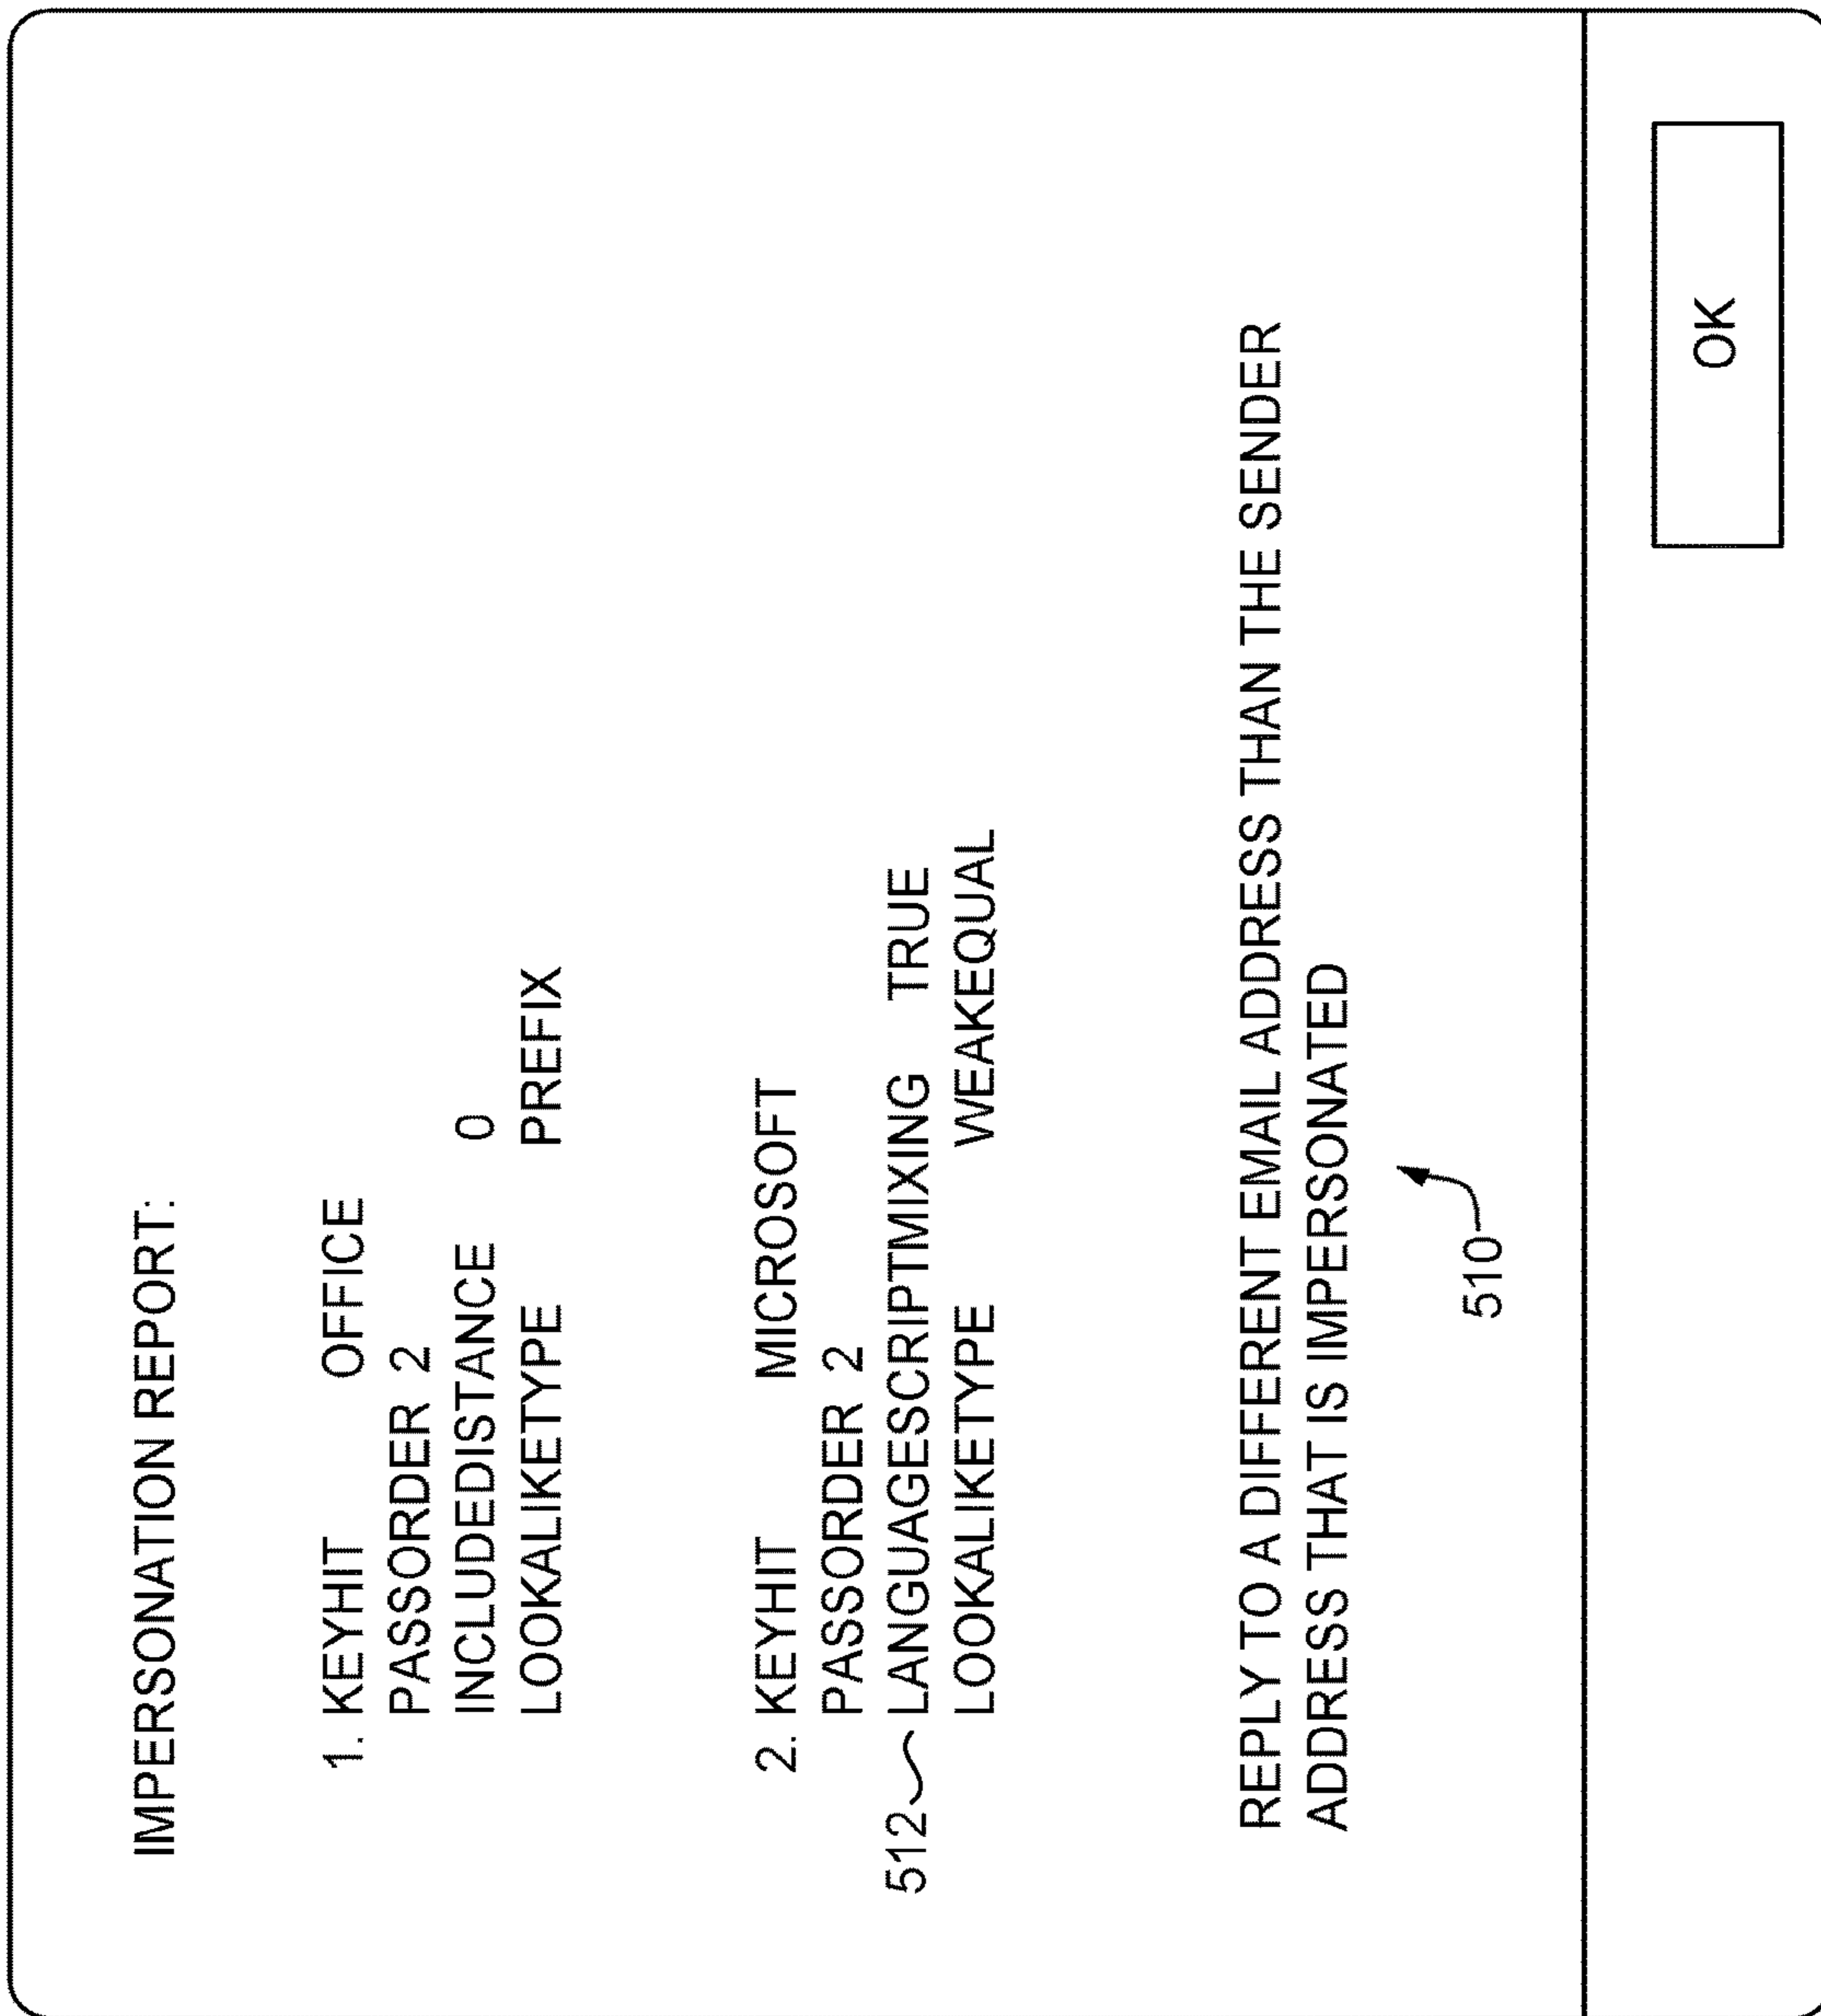 IMPERSONATION REPORT:
1. KEYHIT OFFICE
PASSORDER 2
INCLUDEDISTANCE 0
LOOKALIKETYPE PREFIX
2. KEYHIT MICROSOFT
PASSORDER 2
512 LANGUAGESCRIPTMIXING TRUE
LOOKALIKETYPE WEAKEQUAL
REPLY TO A DIFFERENT EMAIL ADDRESS THAN THE SENDER
ADDRESS THAT IS IMPERSONATED
510
OK